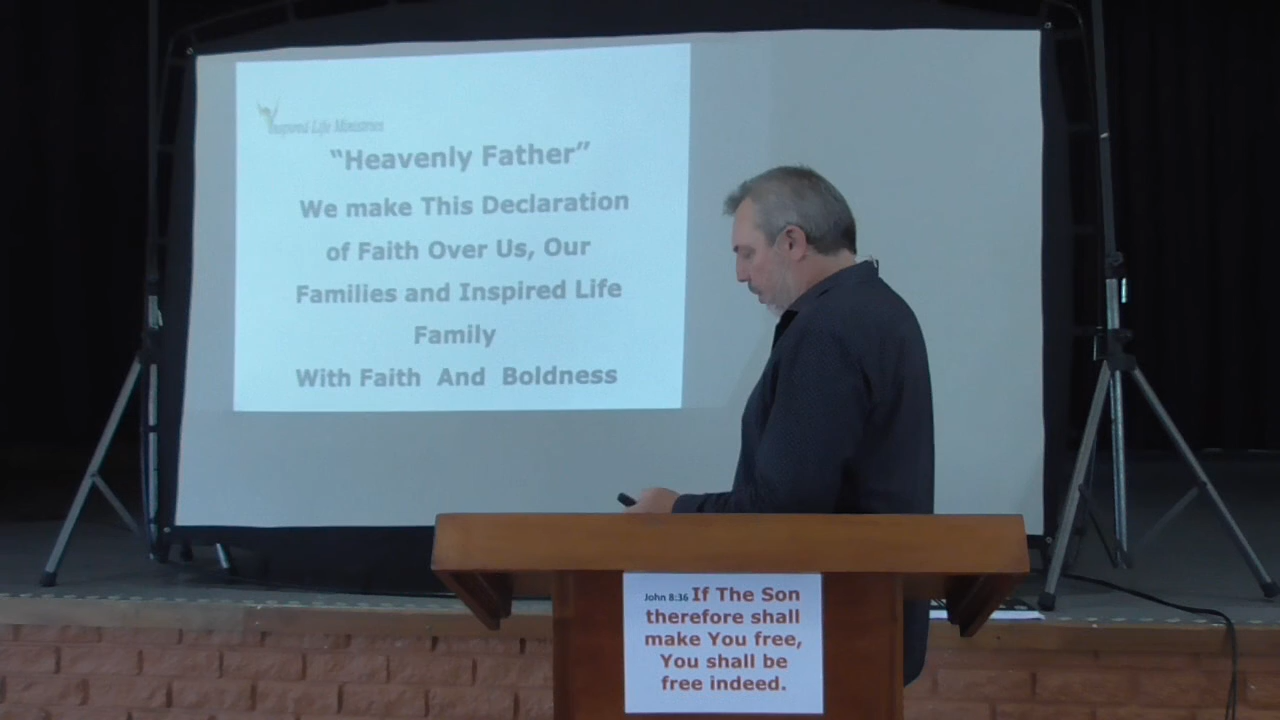 Inspired Life Ministries
“Heavenly Father”
We make This Declaration
of Faith Over Us, Our
Families and Inspired Life
Family
With Faith And Boldness
John 8:36 If The Son
therefore shall
make You free,
You shall be
free indeed.